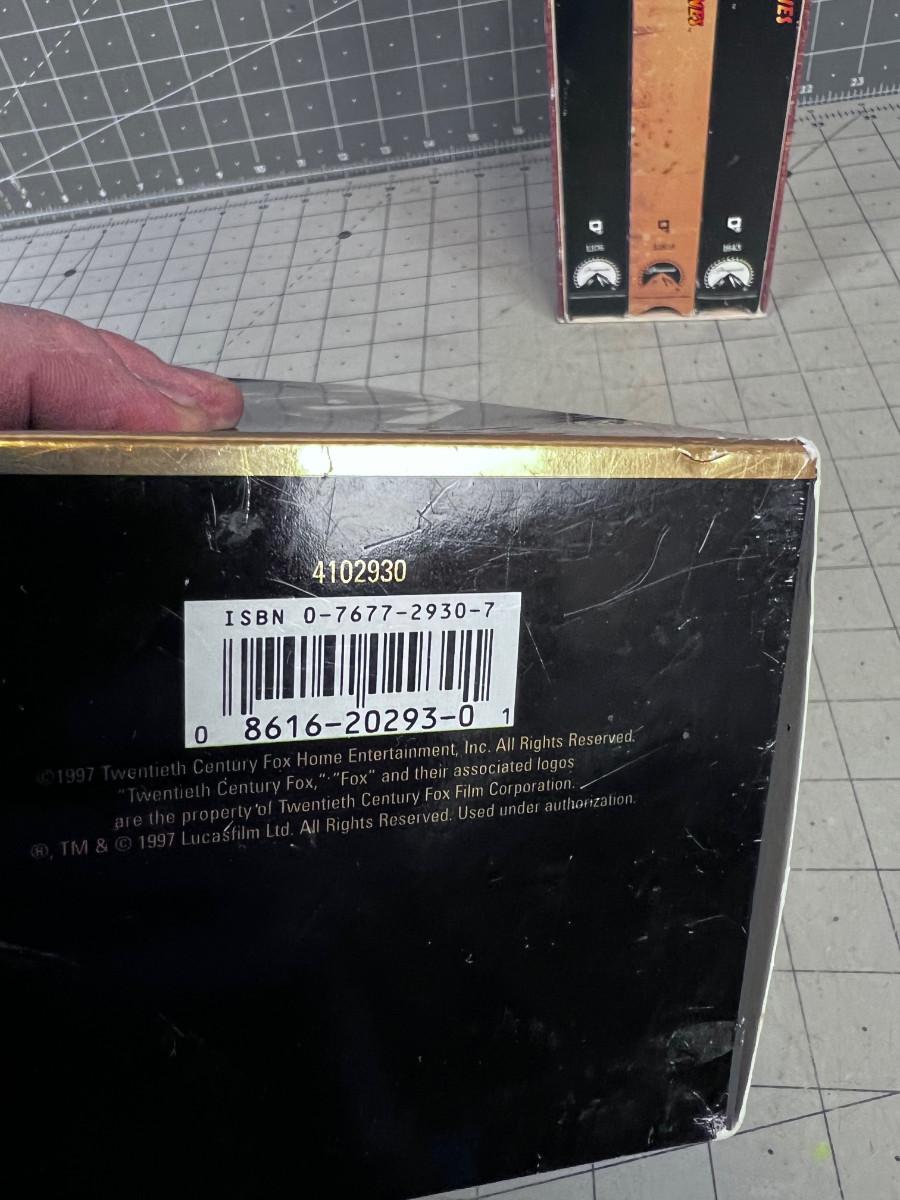 4102930
ISBN 0-7677-2930-7
0 8616-20293-0 1
©1997 Twentieth Century Fox Home Entertainment, Inc. All Rights Reserved.
"Twentieth Century Fox," "Fox" and their associated logos
are the property of Twentieth Century Fox Film Corporation.
®, TM & © 1997 Lucasfilm Ltd. All Rights Reserved. Used under authorization.